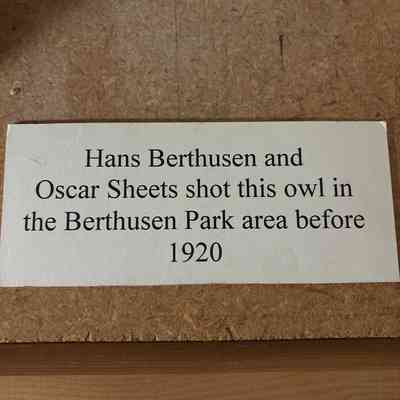 Hans Berthusen and
Oscar Sheets shot this owl in
the Berthusen Park area before
1920